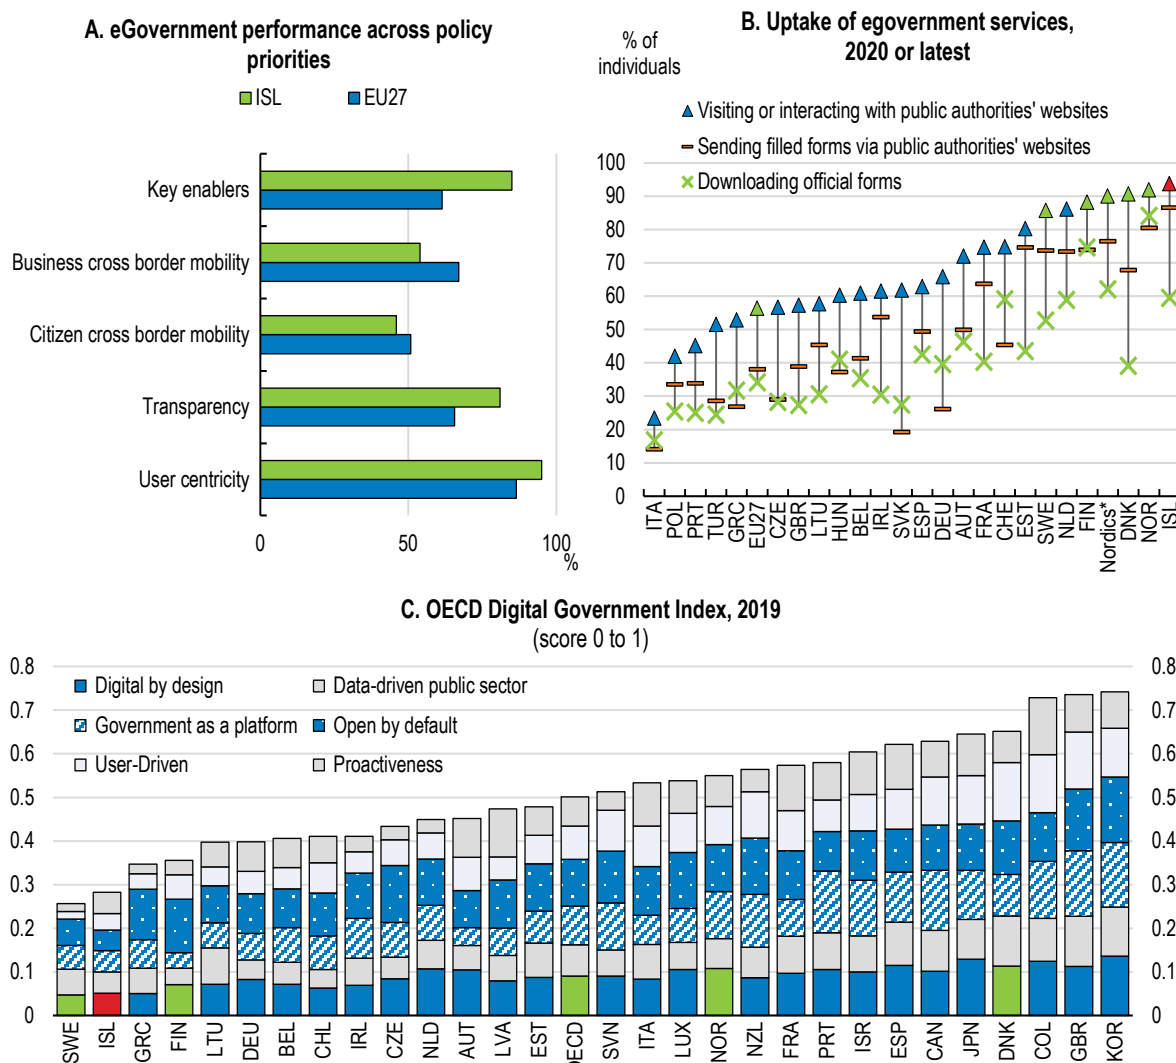 A. eGovernment performance across policy
priorities
ISL
EU27
Key enablers
Business cross border mobility
Citizen cross border mobility
Transparency
User centricity
0
50
100
%
B. Uptake of egovernment services,
2020 or latest
% of
individuals
Visiting or interacting with public authorities' websites
Sending filled forms via public authorities' websites
Downloading official forms
100
90
80
70
60
50
40
30
20
10
0
ITA
POL
PRT
TUR
GRC
EU27
CZE
GBR
LTU
HUN
BEL
IRL
SVK
ESP
DEU
AUT
FRA
CHE
EST
SWE
NLD
FIN
Nordics*
DNK
NOR
ISL
C. OECD Digital Government Index, 2019
(score 0 to 1)
Digital by design
Data-driven public sector
Government as a platform
Open by default
User-Driven
Proactiveness
0.8
0.7
0.6
0.5
0.4
0.3
0.2
0.1
0
0.8
0.7
0.6
0.5
0.4
0.3
0.2
0.1
0
SWE
ISL
GRC
FIN
LTU
DEU
BEL
CHL
IRL
CZE
NLD
AUT
LVA
EST
OECD
SVN
ITA
LUX
NOR
NZL
FRA
PRT
ISR
ESP
CAN
JPN
DNK
COL
GBR
KOR